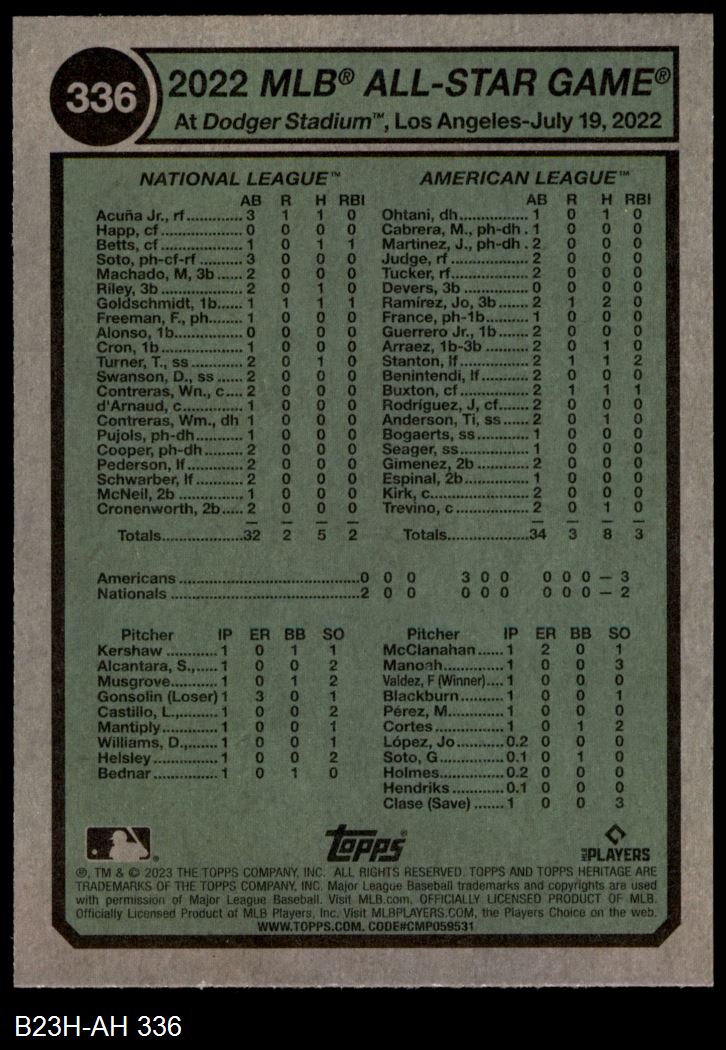 336
2022 MLB® ALL-STAR GAME®
At Dodger Stadium™, Los Angeles-July 19, 2022
NATIONAL LEAGUE™
AB R H RBI
Acuña Jr., rf.............3 1 1 0
Happ, cf ..................0 0 0 0
Betts, cf ..................1 0 1 1
Soto, ph-cf-rf ..........3 0 0 0
Machado, M, 3b ......2 0 0 0
Riley, 3b .................2 0 1 0
Goldschmidt, 1b......1 1 1 1
Freeman, F., ph........1 0 0 0
Alonso, 1b...............0 0 0 0
Cron, 1b..................1 0 0 0
Turner, T., ss ...........2 0 1 0
Swanson, D., ss ......2 0 0 0
Contreras, Wn., c....2 0 0 0
d'Arnaud, c..............1 0 0 0
Contreras, Wm., dh 1 0 0 0
Pujols, ph-dh...........1 0 0 0
Cooper, ph-dh.........2 0 0 0
Pederson, lf.............2 0 0 0
Schwarber, lf...........2 0 0 0
McNeil, 2b ..............1 0 0 0
Cronenworth, 2b.....2 0 0 0
Totals.......................32 2 5 2
AMERICAN LEAGUE™
AB R H RBI
Ohtani, dh................1 0 1 0
Cabrera, M., ph-dh .1 0 0 0
Martinez, J., ph-dh .2 0 0 0
Judge, rf..................2 0 0 0
Tucker, rf.................2 0 0 0
Devers, 3b ..............0 0 0 0
Ramírez, Jo, 3b.......2 1 2 0
France, ph-1b..........1 0 0 0
Guerrero Jr., 1b.......2 0 0 0
Arraez, 1b-3b ..........2 0 1 0
Stanton, lf................2 1 1 2
Benintendi, lf...........2 0 0 0
Buxton, cf................2 1 1 1
Rodríguez, J, cf.......2 0 0 0
Anderson, Ti, ss......2 0 1 0
Bogaerts, ss............1 0 0 0
Seager, ss................1 0 0 0
Gimenez, 2b ...........2 0 0 0
Espinal, 2b..............1 0 0 0
Kirk, c......................2 0 0 0
Trevino, c ................2 0 1 0
Totals.......................34 3 8 3
Americans ..............................0 0 0 3 0 0 0 0 0 – 3
Nationals ................................2 0 0 0 0 0 0 0 0 – 2
Pitcher IP ER BB SO
Kershaw ............1 0 1 1
Alcantara, S.,......1 0 0 2
Musgrove...........1 0 1 2
Gonsolin (Loser) 1 3 0 1
Castillo, L.,.........1 0 0 2
Mantiply.............1 0 0 1
Williams, D.,.......1 0 0 1
Helsley ..............1 0 0 2
Bednar ...............1 0 1 0
Pitcher IP ER BB SO
McClanahan......1 2 0 1
Manoah.............1 0 0 3
Valdez, F (Winner)....1 0 0 0
Blackburn..........1 0 0 1
Pérez, M............1 0 0 0
Cortes...............1 0 1 2
López, Jo..........0.2 0 0 0
Soto, G.............0.1 0 1 0
Holmes.............0.2 0 0 0
Hendriks...........0.1 0 0 0
Clase (Save) .......1 0 0 3
topps®
MLB PLAYERS
®, TM & © 2023 THE TOPPS COMPANY, INC. ALL RIGHTS RESERVED. TOPPS AND TOPPS HERITAGE ARE
TRADEMARKS OF THE TOPPS COMPANY, INC. Major League Baseball trademarks and copyrights are used
with permission of Major League Baseball. Visit MLB.com. OFFICIALLY LICENSED PRODUCT OF MLB.
Officially Licensed Product of MLB Players, Inc. Visit MLBPLAYERS.COM, the Players Choice on the web.
WWW.TOPPS.COM. CODE#CMP059531
B23H-AH 336